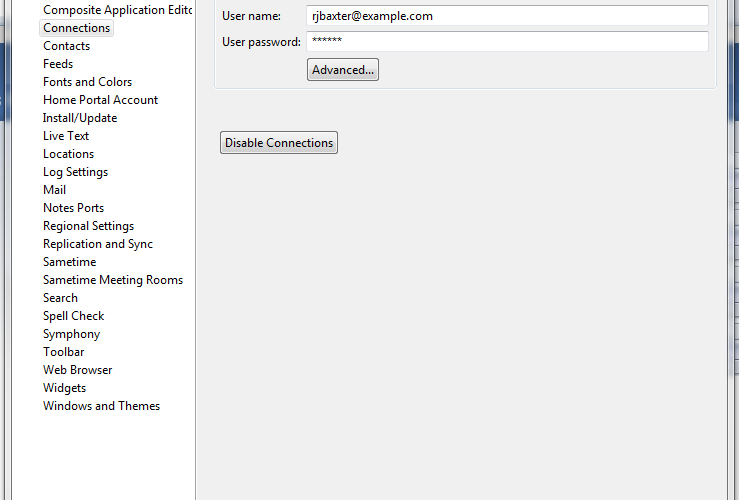 Composite Application Edito
Connections
Contacts
Feeds
Fonts and Colors
Home Portal Account
Install/Update
Live Text
Locations
Log Settings
Mail
Notes Ports
Regional Settings
Replication and Sync
Sametime
Sametime Meeting Rooms
Search
Spell Check
Symphony
Toolbar
Web Browser
Widgets
Windows and Themes
User name: rjbaxter@example.com
User password: ******
Advanced...
Disable Connections